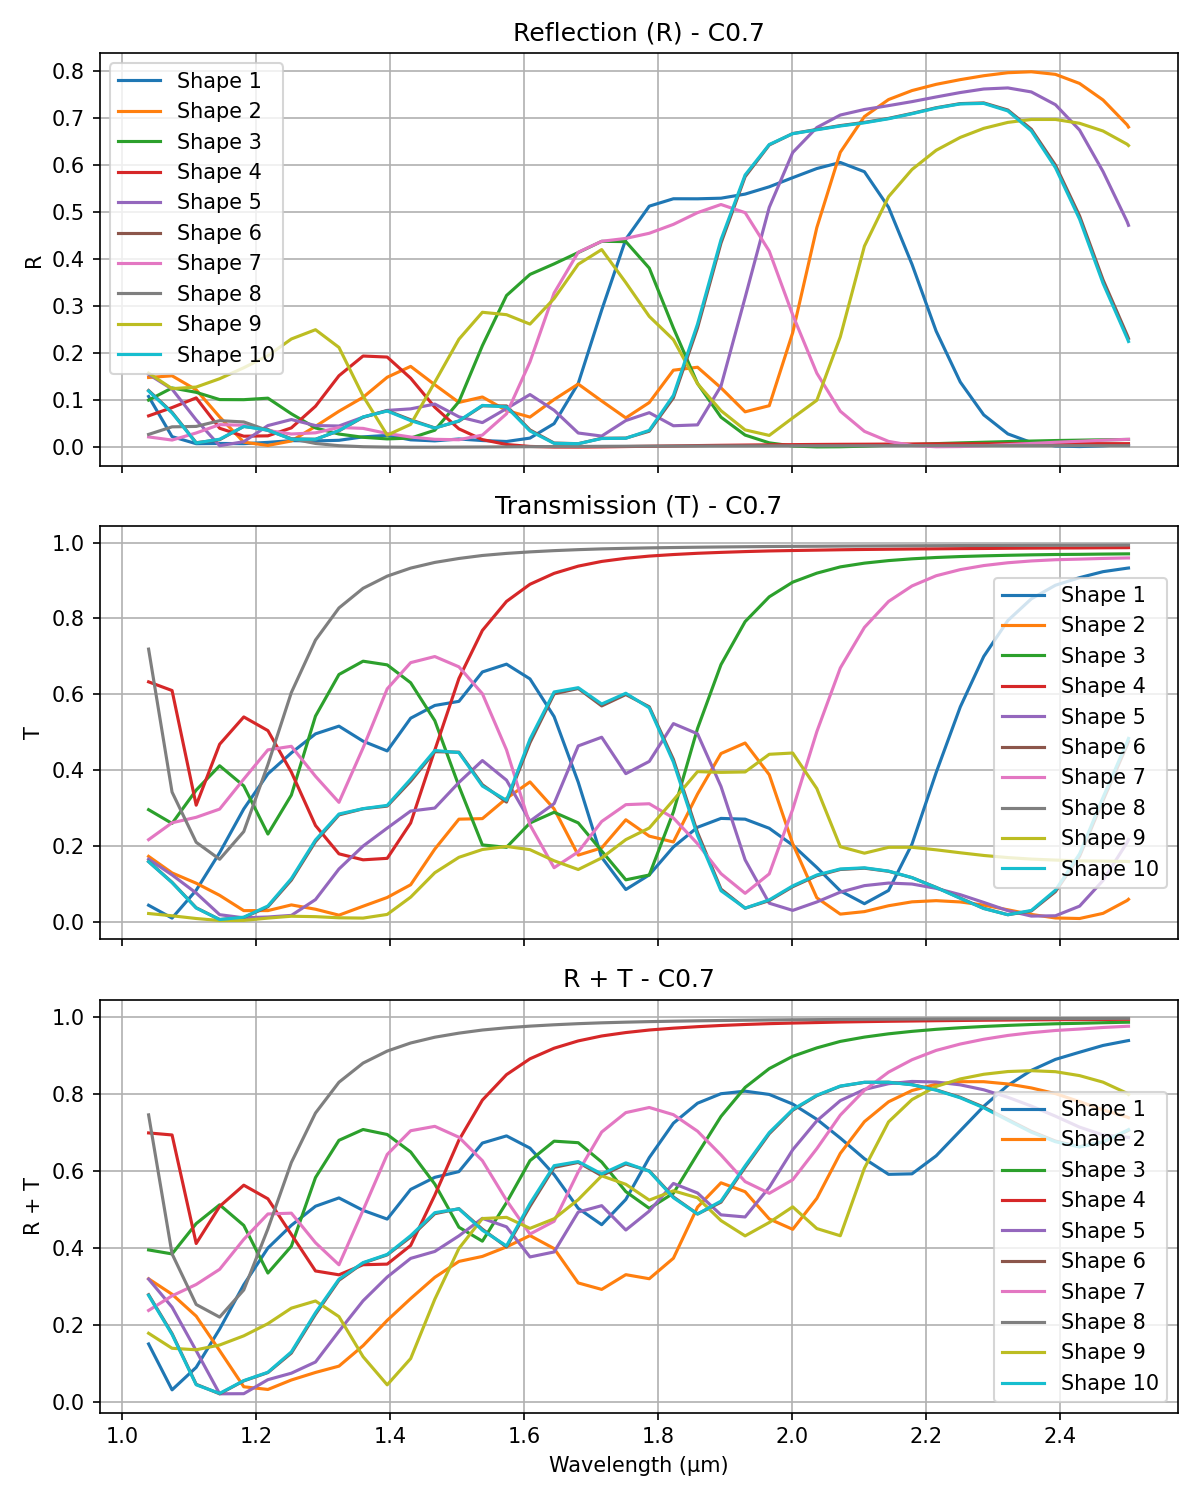 Reflection (R) - C0.7
R
0.8
0.7
0.6
0.5
0.4
0.3
0.2
0.1
0.0
Shape 1
Shape 2
Shape 3
Shape 4
Shape 5
Shape 6
Shape 7
Shape 8
Shape 9
Shape 10
Transmission (T) - C0.7
T
1.0
0.8
0.6
0.4
0.2
0.0
Shape 1
Shape 2
Shape 3
Shape 4
Shape 5
Shape 6
Shape 7
Shape 8
Shape 9
Shape 10
R + T - C0.7
R + T
1.0
0.8
0.6
0.4
0.2
0.0
Shape 1
Shape 2
Shape 3
Shape 4
Shape 5
Shape 6
Shape 7
Shape 8
Shape 9
Shape 10
1.0 1.2 1.4 1.6 1.8 2.0 2.2 2.4
Wavelength (μm)